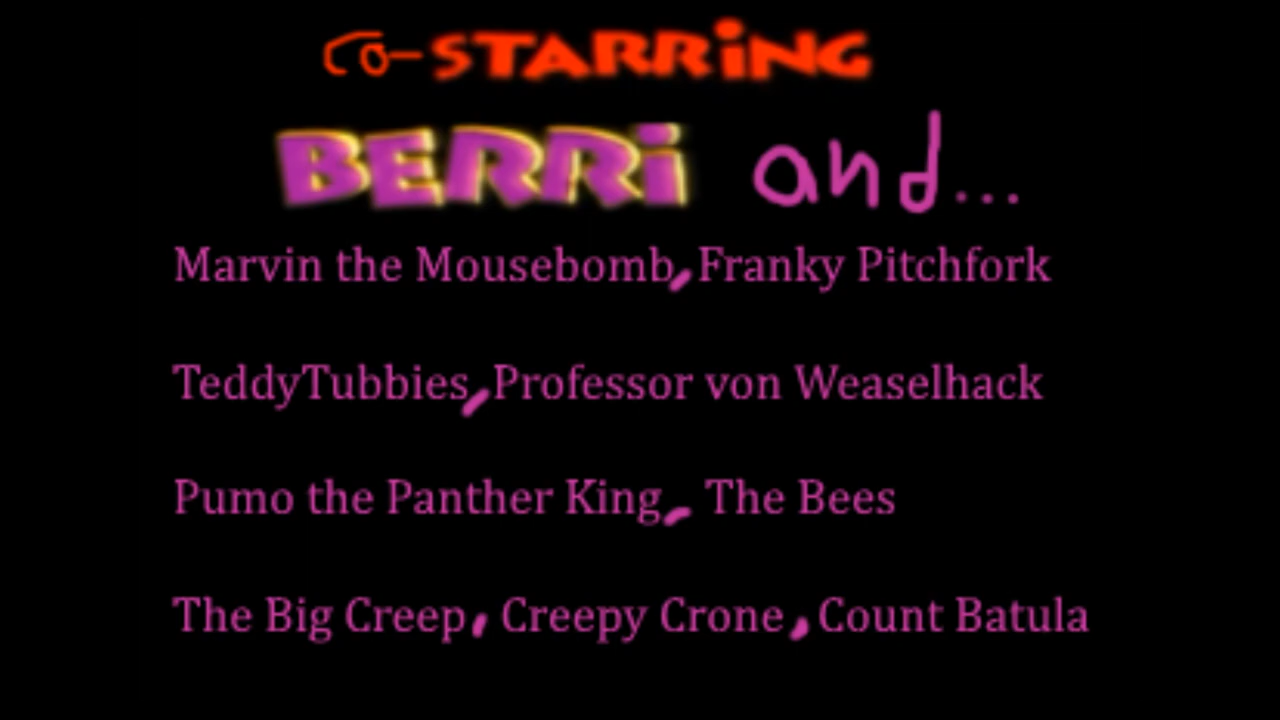 Co-STARRiNG
BERRi and...
Marvin the Mousebomb, Franky Pitchfork
TeddyTubbies, Professor von Weaselhack
Pumo the Panther King, The Bees
The Big Creep, Creepy Crone, Count Batula